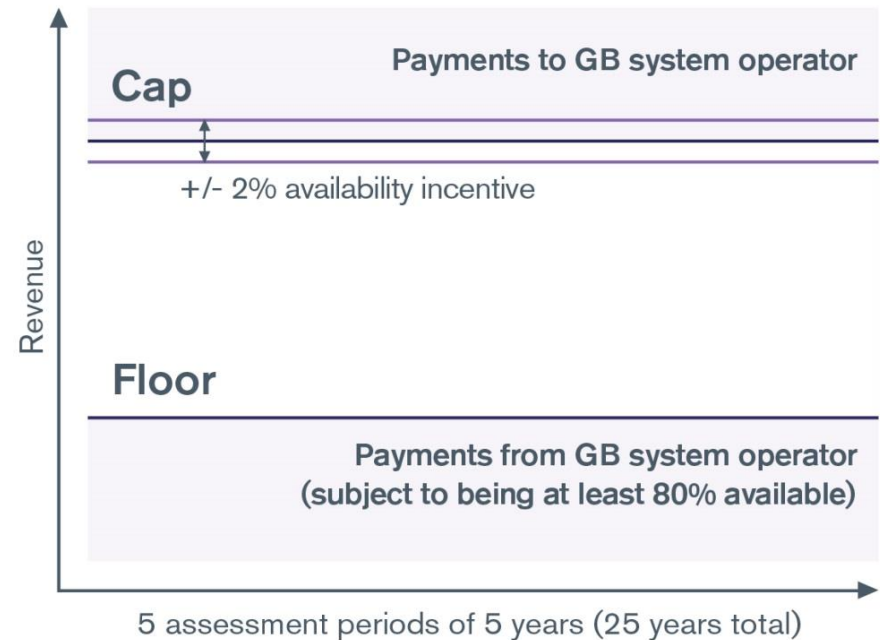 Payments to GB system operator
Cap
+/- 2% availability incentive
Revenue
Floor
Payments from GB system operator
(subject to being at least 80% available)
5 assessment periods of 5 years (25 years total)